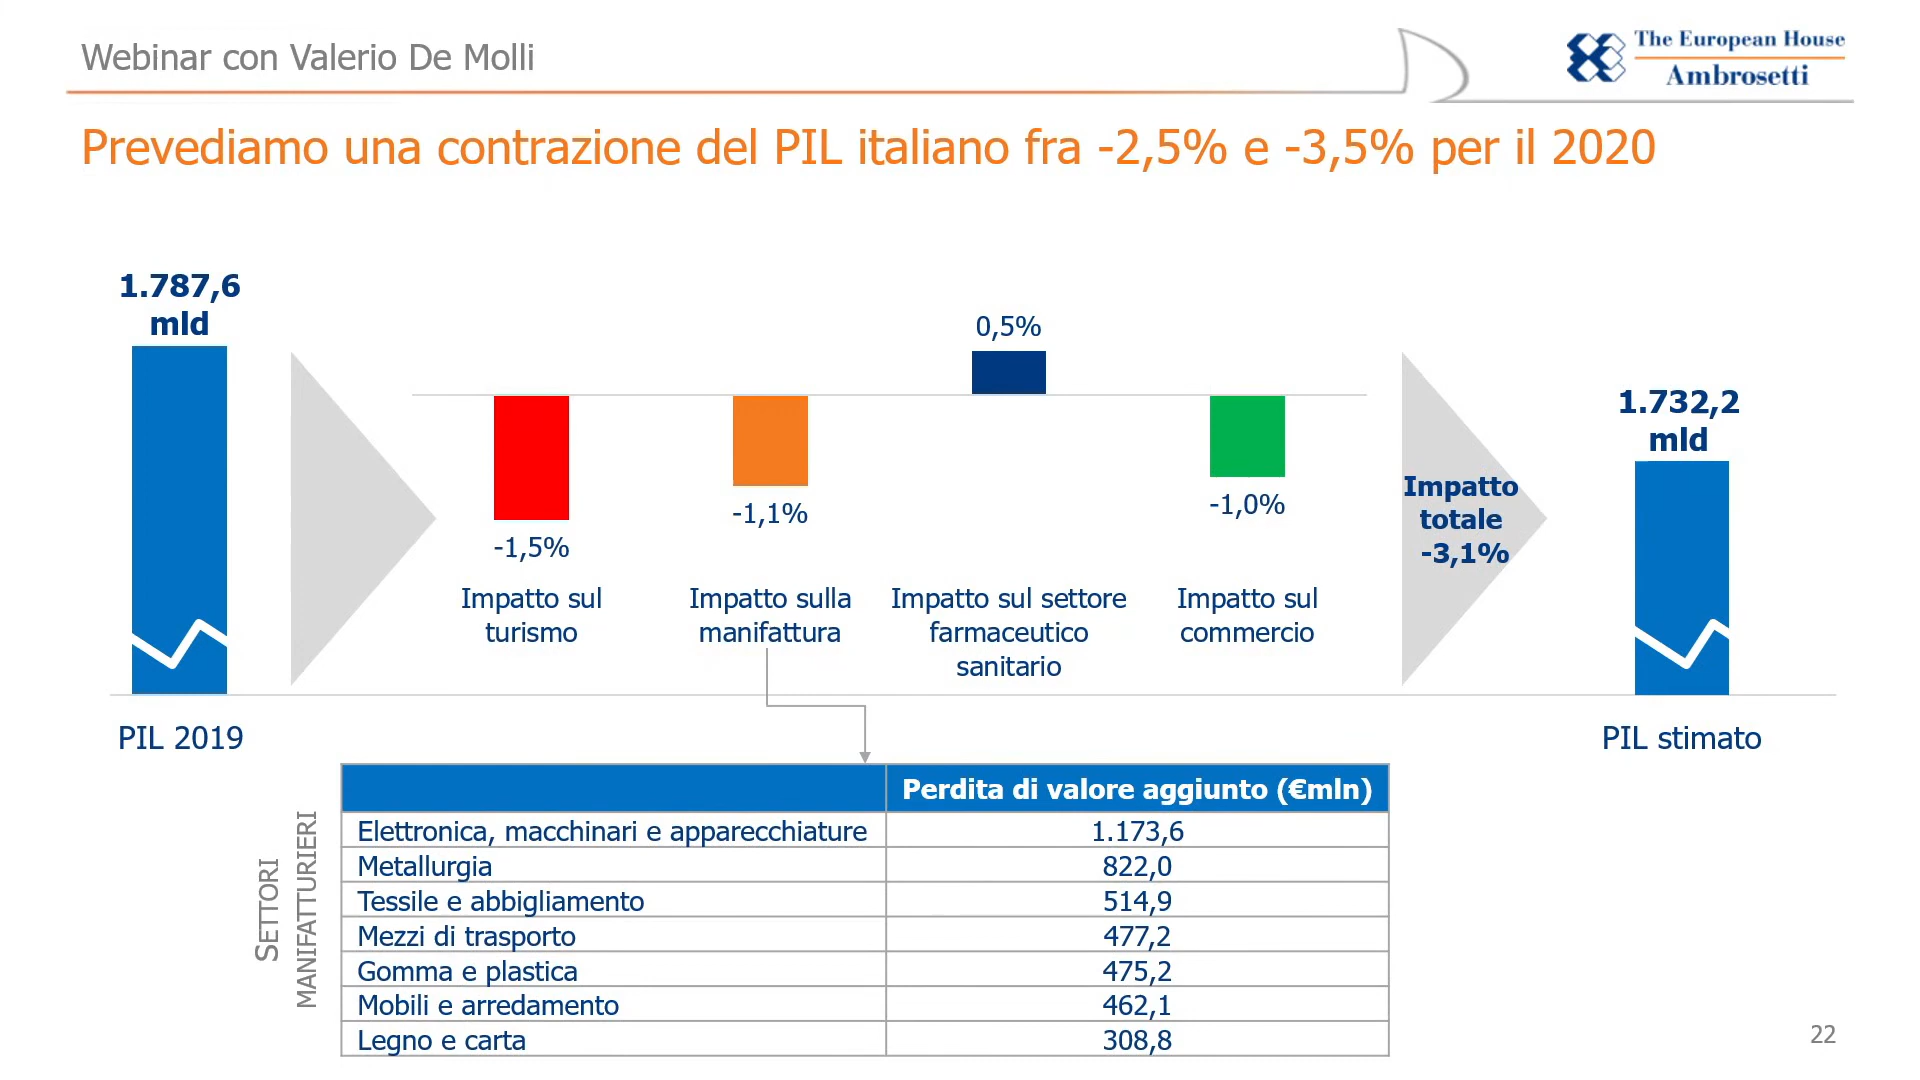 Webinar con Valerio De Molli
The European House
Ambrosetti
Prevediamo una contrazione del PIL italiano fra -2,5% e -3,5% per il 2020
1.787,6
mld
PIL 2019
-1,5%
Impatto sul
turismo
-1,1%
Impatto sulla
manifattura
0,5%
Impatto sul settore
farmaceutico
sanitario
-1,0%
Impatto sul
commercio
Impatto
totale
-3,1%
1.732,2
mld
PIL stimato
SETTORI
MANIFATTURIERI
Perdita di valore aggiunto (€mln)
Elettronica, macchinari e apparecchiature 1.173,6
Metallurgia 822,0
Tessile e abbigliamento 514,9
Mezzi di trasporto 477,2
Gomma e plastica 475,2
Mobili e arredamento 462,1
Legno e carta 308,8
22